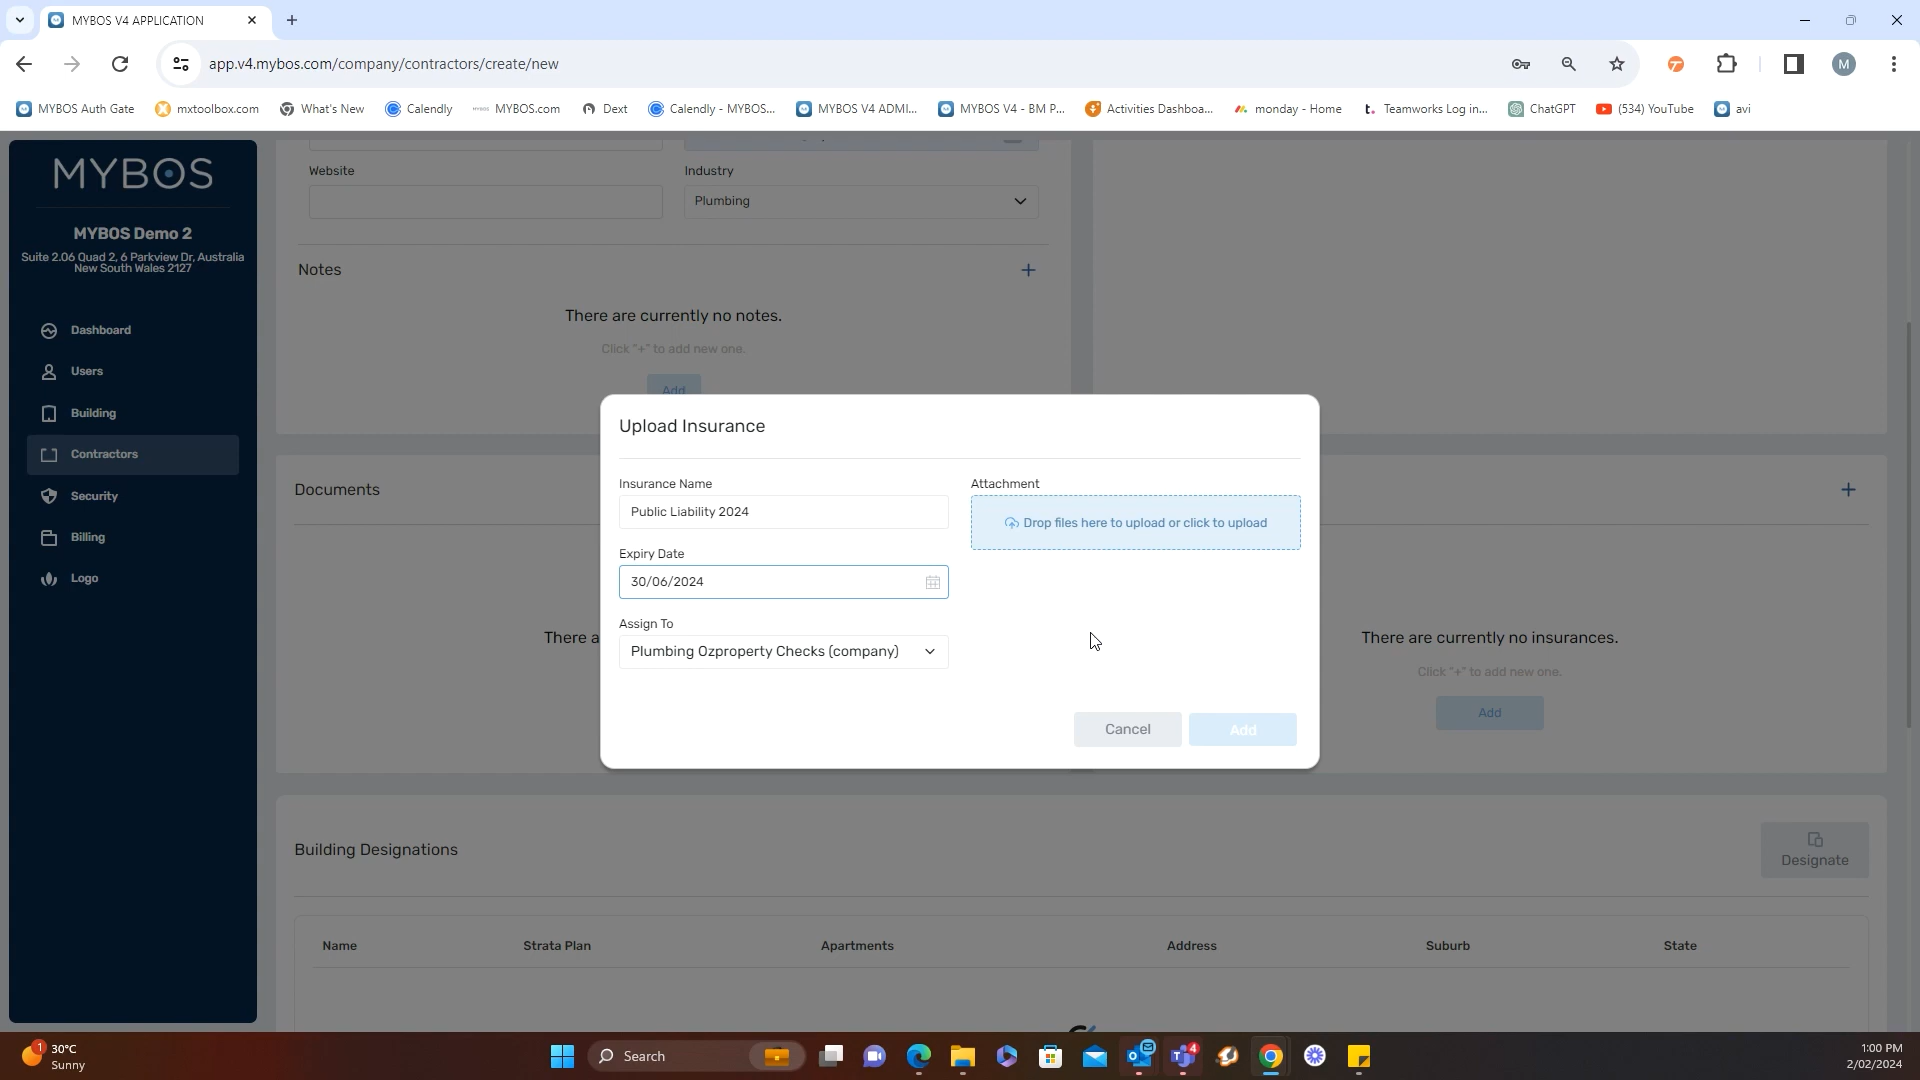 MYBOS V4 APPLICATION
app.v4.mybos.com/company/contractors/create/new
M
MYBOS Auth Gate
mxtoolbox.com
What's New
Calendly
MYBOS.com
Dext
Calendly - MYBOS...
MYBOS V4 ADMI...
MYBOS V4 - BM P...
Activities Dashboa...
monday - Home
Teamworks Log in...
ChatGPT
(534) YouTube
avi
MYBOS
MYBOS Demo 2
Suite 2.06 Quad 2, 6 Parkview Dr, Australia
New South Wales 2127
Dashboard
Users
Building
Contractors
Security
Billing
Logo
Website
Industry
Plumbing
Notes
There are currently no notes.
Click "+" to add new one.
Add
Upload Insurance
Insurance Name
Public Liability 2024
Expiry Date
30/06/2024
Assign To
Plumbing Ozproperty Checks (company)
Attachment
Drop files here to upload or click to upload
Cancel
Add
Documents
There a
There are currently no insurances.
Click "+" to add new one.
Add
Building Designations
Designate
Name
Strata Plan
Apartments
Address
Suburb
State
1
30°C
Sunny
Search
4
1:00 PM
2/02/2024